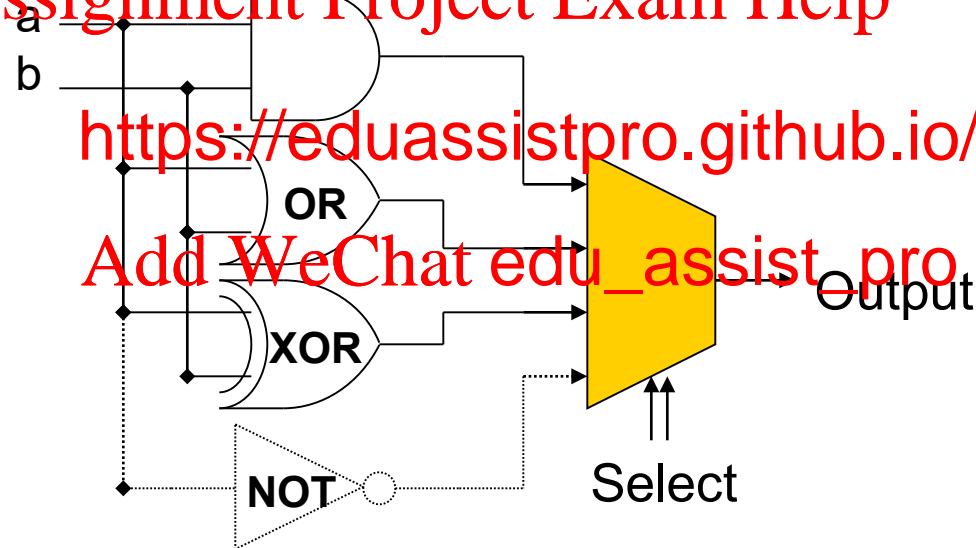 ssignment Project Exam Help
a
b
https://eduassistpro.github.io/
OR
Add WeChat edu_assist_pro
Output
XOR
NOT
Select